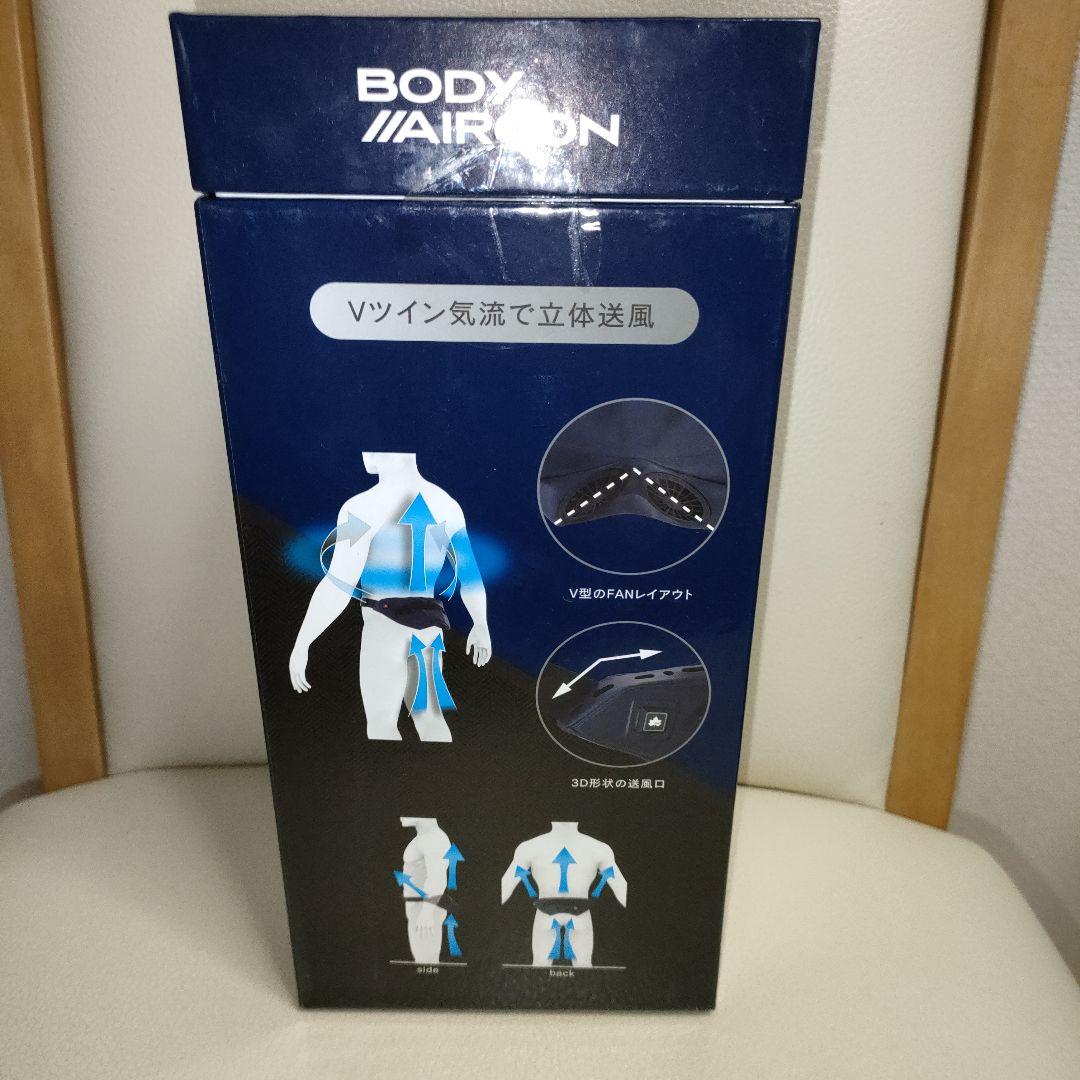 BODY
AIRCON
Vツイン気流で立体送風
V型のFANレイアウト
3D形状の送風口
side
back